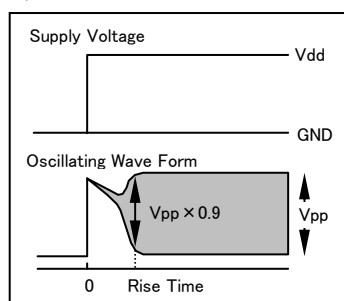 Supply Voltage
Vdd
GND
Oscillating Wave Form
Vpp×0.9
Vpp
0 Rise Time